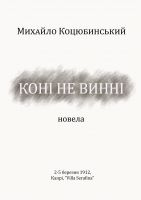 Михайло Коцюбинський
КОНІ НЕ ВИННІ
новела
2-5 березня 1912,
Капрі, "Villa Serafina"